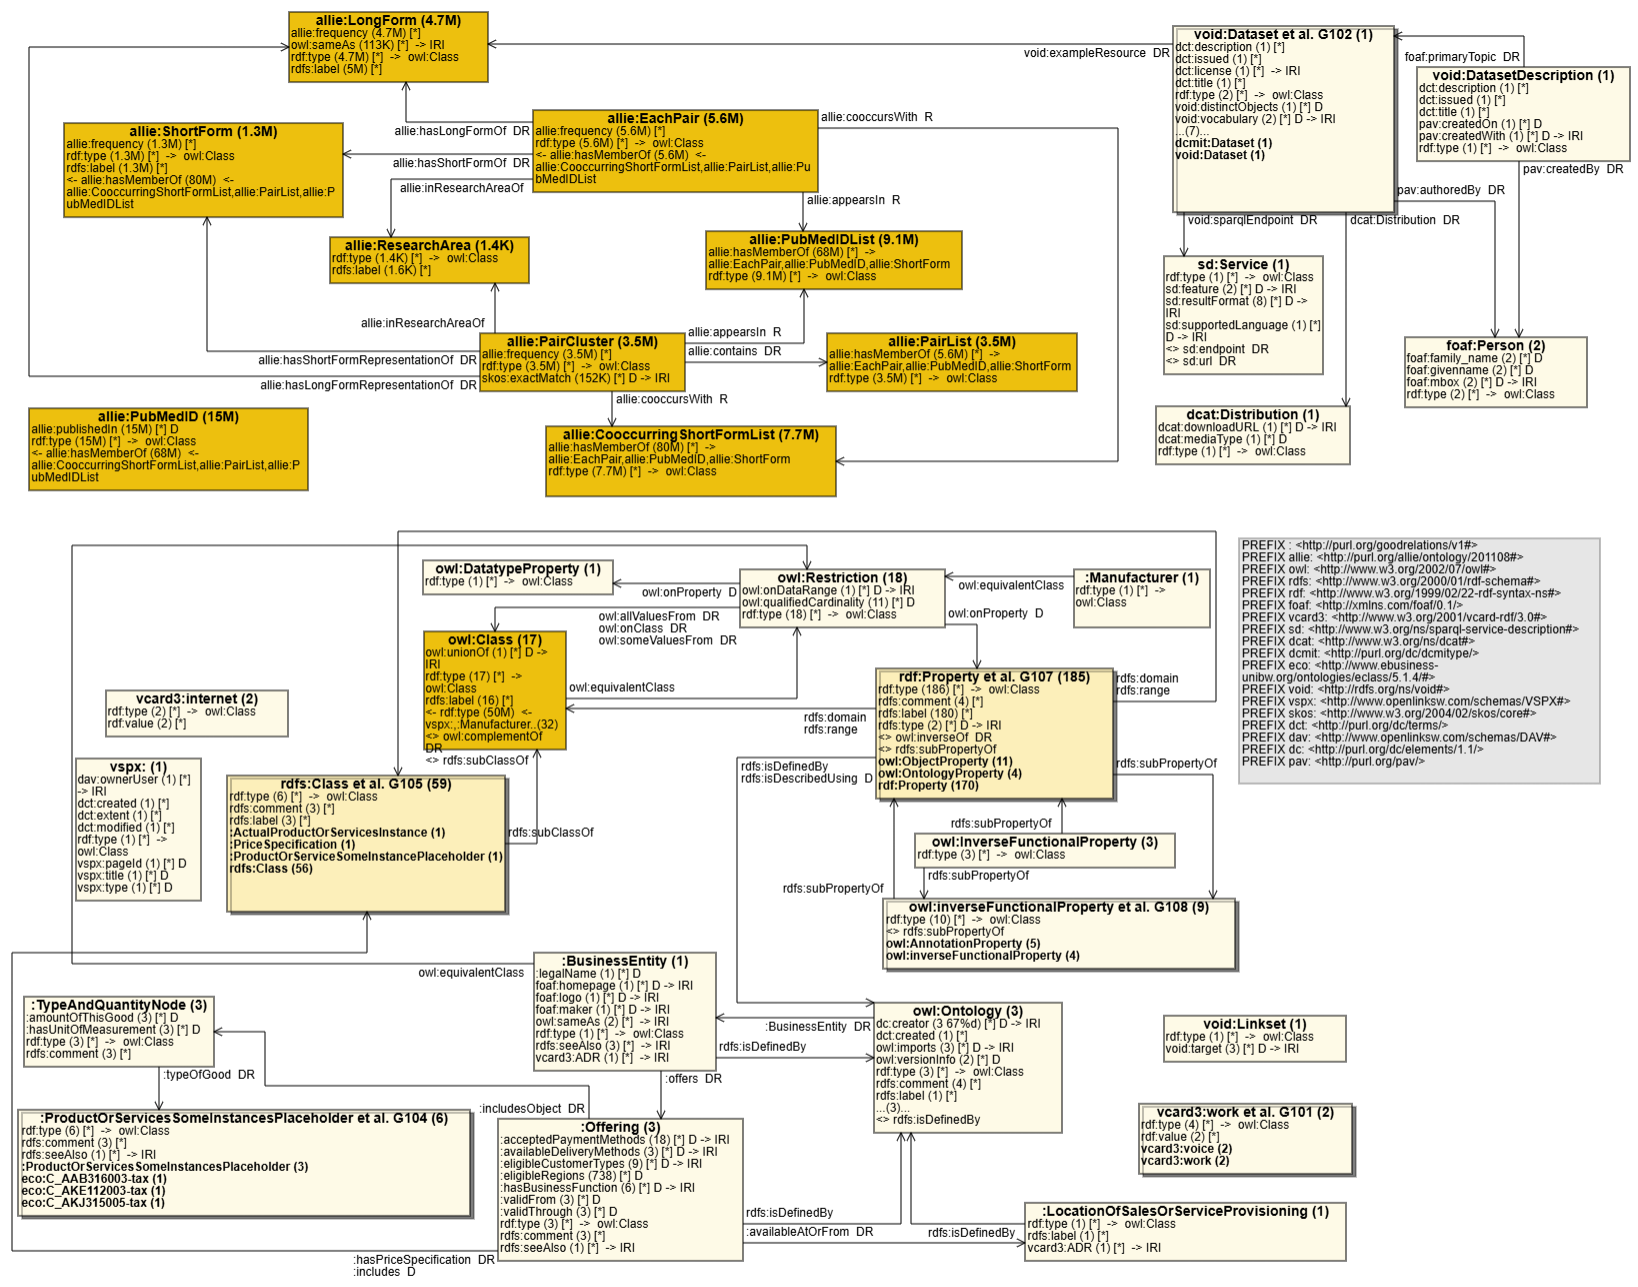 allie:LongForm (4.7M)
allie:frequency (4.7M) [*]
owl:sameAs (113K) [*]  -> IRI
rdf:type (4.7M) [*]  ->  owl:Class
rdfs:label (5M) [*]
void:exampleResource  DR
void:Dataset et al. G102 (1)
dct:description (1) [*]
dct:issued (1) [*]
dct:license (1) [*]  -> IRI
dct:title (1) [*]
rdf:type (2) [*]  ->  owl:Class
void:distinctObjects (1) [*] D
void:vocabulary (2) [*] D -> IRI
...(7)...
dcmit:Dataset (1)
void:Dataset (1)
foaf:primaryTopic  DR
void:DatasetDescription (1)
dct:description (1) [*]
dct:issued (1) [*]
dct:title (1) [*]
pav:createdOn (1) [*] D
pav:createdWith (1) [*] D -> IRI
rdf:type (1) [*]  ->  owl:Class
pav:createdBy  DR
pav:authoredBy  DR
void:sparqlEndpoint  DR
dcat:Distribution  DR
allie:ShortForm (1.3M)
allie:frequency (1.3M) [*]
rdf:type (1.3M) [*]  ->  owl:Class
rdfs:label (1.3M) [*]
<- allie:hasMemberOf (80M)  <-
allie:CooccurringShortFormList,allie:PairList,allie:P
ubMedIDList
allie:hasLongFormOf  DR
allie:hasShortFormOf  DR
allie:inResearchAreaOf
allie:EachPair (5.6M)
allie:frequency (5.6M) [*]
rdf:type (5.6M) [*]  ->  owl:Class
<- allie:hasMemberOf (5.6M)  <-
allie:CooccurringShortFormList,allie:PairList,allie:Pu
bMedIDList
allie:cooccursWith  R
allie:appearsIn  R
allie:ResearchArea (1.4K)
rdf:type (1.4K) [*]  ->  owl:Class
rdfs:label (1.6K) [*]
allie:PubMedIDList (9.1M)
allie:hasMemberOf (68M) [*]  ->
allie:EachPair,allie:PubMedID,allie:ShortForm
rdf:type (9.1M) [*]  ->  owl:Class
sd:Service (1)
rdf:type (1) [*]  ->  owl:Class
sd:feature (2) [*] D -> IRI
sd:resultFormat (8) [*] D ->
IRI
sd:supportedLanguage (1) [*]
D -> IRI
<> sd:endpoint  DR
<> sd:url  DR
allie:inResearchAreaOf
allie:hasShortFormRepresentationOf  DR
allie:hasLongFormRepresentationOf  DR
allie:PairCluster (3.5M)
allie:frequency (3.5M) [*]
rdf:type (3.5M) [*]  ->  owl:Class
skos:exactMatch (152K) [*] D -> IRI
allie:appearsIn  R
allie:contains  DR
allie:cooccursWith  R
allie:PairList (3.5M)
allie:hasMemberOf (5.6M) [*]  ->
allie:EachPair,allie:PubMedID,allie:ShortForm
rdf:type (3.5M) [*]  ->  owl:Class
foaf:Person (2)
foaf:family_name (2) [*] D
foaf:givenname (2) [*] D
foaf:mbox (2) [*] D -> IRI
rdf:type (2) [*]  ->  owl:Class
dcat:Distribution (1)
dcat:downloadURL (1) [*] D -> IRI
dcat:mediaType (1) [*] D
rdf:type (1) [*]  ->  owl:Class
allie:PubMedID (15M)
allie:publishedIn (15M) [*] D
rdf:type (15M) [*]  ->  owl:Class
<- allie:hasMemberOf (68M)  <-
allie:CooccurringShortFormList,allie:PairList,allie:P
ubMedIDList
allie:CooccurringShortFormList (7.7M)
allie:hasMemberOf (80M) [*]  ->
allie:EachPair,allie:PubMedID,allie:ShortForm
rdf:type (7.7M) [*]  ->  owl:Class
owl:DatatypeProperty (1)
rdf:type (1) [*]  ->  owl:Class
owl:onProperty  D
owl:Restriction (18)
owl:onDataRange (1) [*] D -> IRI
owl:qualifiedCardinality (11) [*] D
rdf:type (18) [*]  ->  owl:Class
owl:equivalentClass
:Manufacturer (1)
rdf:type (1) [*]  ->
owl:Class
owl:onProperty  D
owl:allValuesFrom  DR
owl:onClass  DR
owl:someValuesFrom  DR
PREFIX : <http://purl.org/goodrelations/v1#>
PREFIX allie: <http://purl.org/allie/ontology/201108#>
PREFIX owl: <http://www.w3.org/2002/07/owl#>
PREFIX rdfs: <http://www.w3.org/2000/01/rdf-schema#>
PREFIX rdf: <http://www.w3.org/1999/02/22-rdf-syntax-ns#>
PREFIX foaf: <http://xmlns.com/foaf/0.1/>
PREFIX vcard3: <http://www.w3.org/2001/vcard-rdf/3.0#>
PREFIX sd: <http://www.w3.org/ns/sparql-service-description#>
PREFIX dcat: <http://www.w3.org/ns/dcat#>
PREFIX dcmit: <http://purl.org/dc/dcmitype/>
PREFIX eco: <http://www.ebusiness-
unibw.org/ontologies/eclass/5.1.4/#>
PREFIX void: <http://rdfs.org/ns/void#>
PREFIX vspx: <http://www.openlinksw.com/schemas/VSPX#>
PREFIX skos: <http://www.w3.org/2004/02/skos/core#>
PREFIX dct: <http://purl.org/dc/terms/>
PREFIX dav: <http://www.openlinksw.com/schemas/DAV#>
PREFIX dc: <http://purl.org/dc/elements/1.1/>
PREFIX pav: <http://purl.org/pav/>
owl:Class (17)
owl:unionOf (1) [*] D ->
IRI
rdf:type (17) [*]  ->
owl:Class
rdfs:label (16) [*]
<- rdf:type (50M)  <-
vspx:,:Manufacturer..(32)
<> owl:complementOf
DR
<> rdfs:subClassOf
owl:equivalentClass
rdfs:domain
rdfs:range
rdf:Property et al. G107 (185)
rdf:type (186) [*]  ->  owl:Class
rdfs:comment (4) [*]
rdfs:label (180) [*]
rdfs:type (2) [*] D -> IRI
<> owl:inverseOf  DR
<> rdfs:subPropertyOf
owl:ObjectProperty (11)
owl:OntologyProperty (4)
rdf:Property (170)
rdfs:domain
rdfs:range
rdfs:isDefinedBy
rdfs:isDescribedUsing  D
rdfs:subPropertyOf
vcard3:internet (2)
rdf:type (2) [*]  ->  owl:Class
rdf:value (2) [*]
vspx: (1)
dav:ownerUser (1) [*]
-> IRI
dct:created (1) [*]
dct:extent (1) [*]
dct:modified (1) [*]
rdf:type (1) [*]  ->
owl:Class
vspx:pageId (1) [*] D
vspx:title (1) [*] D
vspx:type (1) [*] D
rdfs:Class et al. G105 (59)
rdf:type (6) [*]  ->  owl:Class
rdfs:comment (3) [*]
rdfs:label (3) [*]
:ActualProductOrServicesInstance (1)
:PriceSpecification (1)
:ProductOrServiceSomeInstancePlaceholder (1)
rdfs:Class (56)
rdfs:subClassOf
rdfs:subPropertyOf
owl:InverseFunctionalProperty (3)
rdf:type (3) [*]  ->  owl:Class
rdfs:subPropertyOf
rdfs:subPropertyOf
owl:inverseFunctionalProperty et al. G108 (9)
rdf:type (10) [*]  ->  owl:Class
<> rdfs:subPropertyOf
owl:AnnotationProperty (5)
owl:inverseFunctionalProperty (4)
owl:equivalentClass
:BusinessEntity (1)
:legalName (1) [*] D
foaf:homepage (1) [*] D -> IRI
foaf:logo (1) [*] D -> IRI
foaf:maker (1) [*] D -> IRI
owl:sameAs (2) [*]  -> IRI
rdf:type (1) [*]  ->  owl:Class
rdfs:seeAlso (3) [*]  -> IRI
vcard3:ADR (1) [*]  -> IRI
:BusinessEntity  DR
rdfs:isDefinedBy
:offers  DR
owl:Ontology (3)
dc:creator (3 67%d) [*] D -> IRI
dct:created (1) [*]
owl:imports (3) [*] D -> IRI
owl:versionInfo (2) [*] D
rdf:type (3) [*]  ->  owl:Class
rdfs:comment (4) [*]
rdfs:label (1) [*]
...(3)...
<> rdfs:isDefinedBy
:TypeAndQuantityNode (3)
:amountOfThisGood (3) [*] D
:hasUnitOfMeasurement (3) [*] D
rdf:type (3) [*]  ->  owl:Class
rdfs:comment (3) [*]
:typeOfGood  DR
:includesObject  DR
void:Linkset (1)
rdf:type (1) [*]  ->  owl:Class
void:target (3) [*] D -> IRI
:ProductOrServicesSomeInstancesPlaceholder et al. G104 (6)
rdf:type (6) [*]  ->  owl:Class
rdfs:comment (3) [*]
rdfs:seeAlso (1) [*]  -> IRI
:ProductOrServicesSomeInstancesPlaceholder (3)
eco:C_AAB316003-tax (1)
eco:C_AKE112003-tax (1)
eco:C_AKJ315005-tax (1)
:Offering (3)
:acceptedPaymentMethods (18) [*] D -> IRI
:availableDeliveryMethods (3) [*] D -> IRI
:eligibleCustomerTypes (9) [*] D -> IRI
:eligibleRegions (738) [*] D
:hasBusinessFunction (6) [*] D -> IRI
:validFrom (3) [*] D
:validThrough (3) [*] D
rdf:type (3) [*]  ->  owl:Class
rdfs:comment (3) [*]
rdfs:seeAlso (1) [*]  -> IRI
vcard3:work et al. G101 (2)
rdf:type (4) [*]  ->  owl:Class
rdf:value (2) [*]
vcard3:voice (2)
vcard3:work (2)
rdfs:isDefinedBy
:availableAtOrFrom  DR
rdfs:isDefinedBy
:LocationOfSalesOrServiceProvisioning (1)
rdf:type (1) [*]  ->  owl:Class
rdfs:label (1) [*]
vcard3:ADR (1) [*]  -> IRI
:hasPriceSpecification  DR
:includes  D